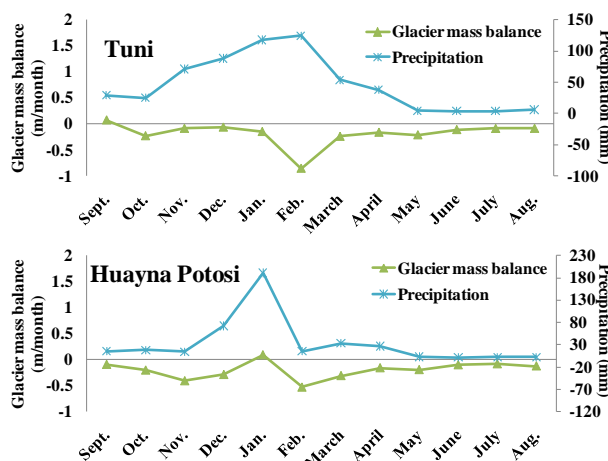 Tuni
Glacier mass balance
Precipitation
Glacier mass balance
(m/month)
Precipitation (mm)
2
1.5
1
0.5
0
-0.5
-1
150
100
50
0
-50
-100
Sept. Oct. Nov. Dec. Jan. Feb. March April May June July Aug.
Huayna Potosi
Glacier mass balance
Precipitation
Glacier mass balance
(m/month)
Precipitation (mm)
2
1.5
1
0.5
0
-0.5
-1
230
180
130
80
30
-20
-70
-120
Sept. Oct. Nov. Dec. Jan. Feb. March April May June July Aug.